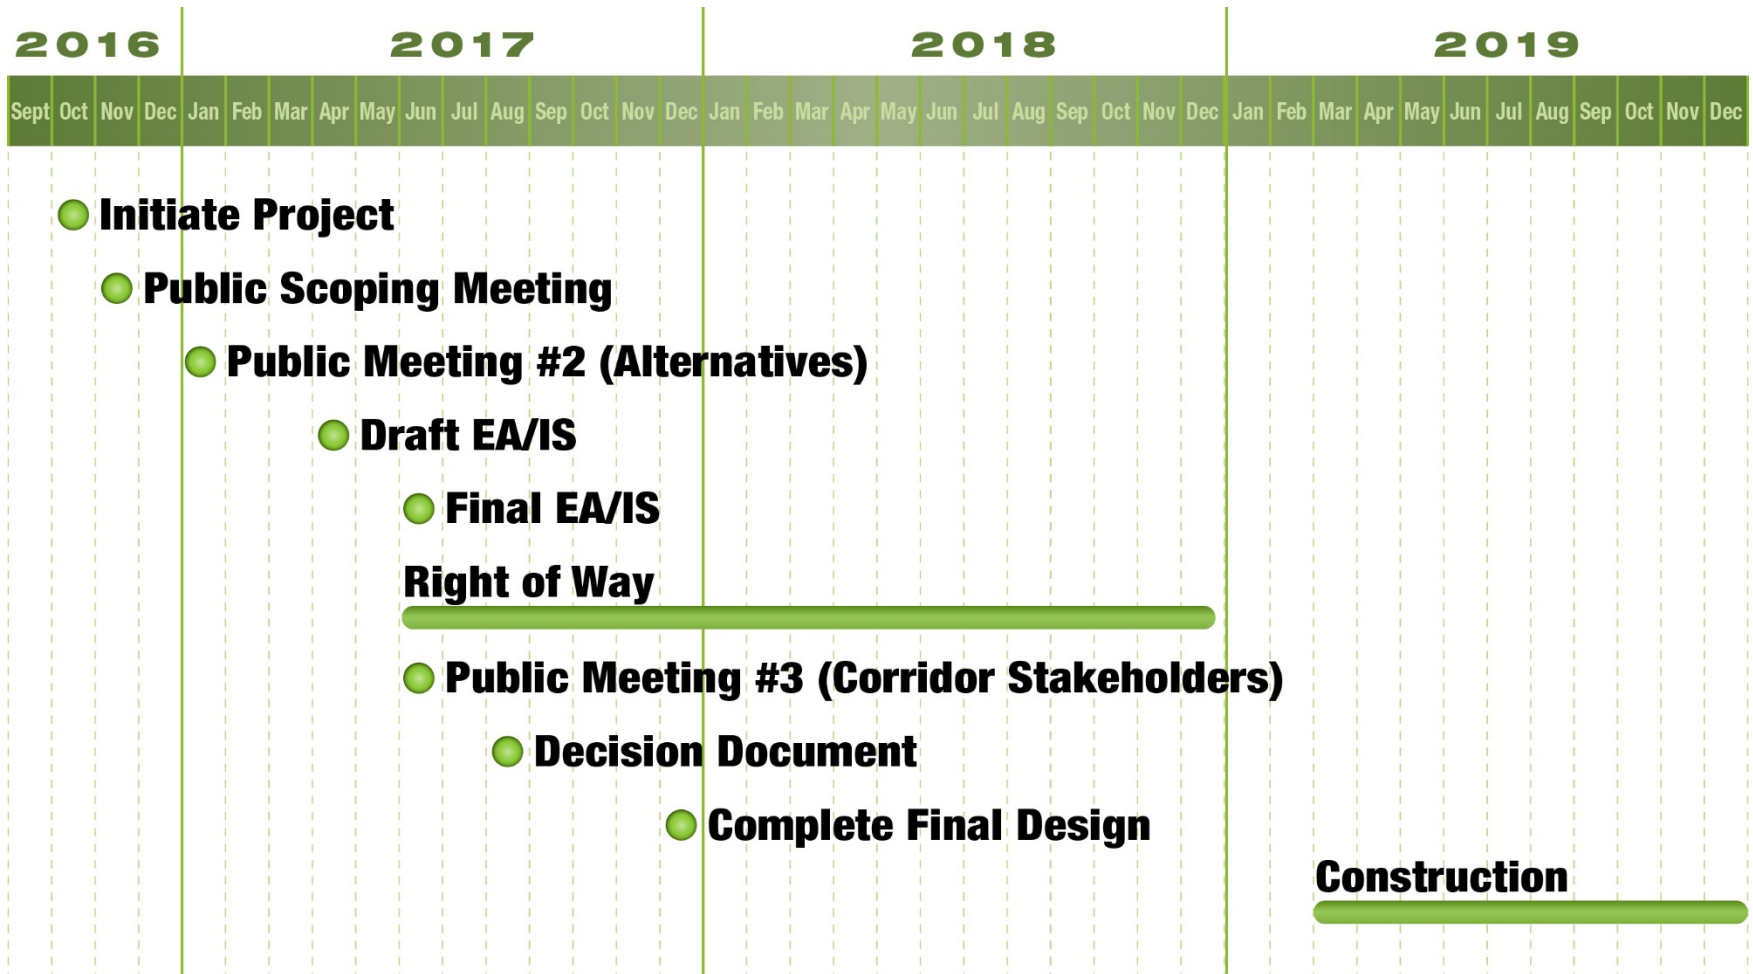 2016 2017 2018 2019
Sept Oct Nov Dec Jan Feb Mar Apr May Jun Jul Aug Sep Oct Nov Dec Jan Feb Mar Apr May Jun Jul Aug Sep Oct Nov Dec Jan Feb Mar Apr May Jun Jul Aug Sep Oct Nov Dec
Initiate Project
Public Scoping Meeting
Public Meeting #2 (Alternatives)
Draft EA/IS
Final EA/IS
Right of Way
Public Meeting #3 (Corridor Stakeholders)
Decision Document
Complete Final Design
Construction